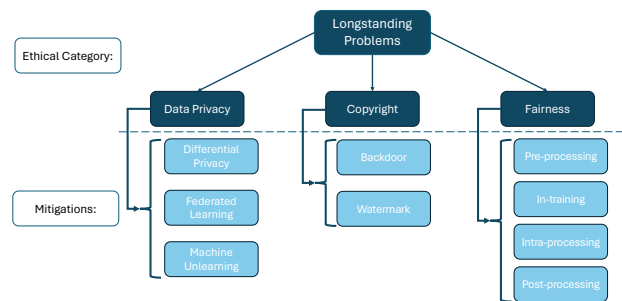 Longstanding
Problems
Ethical Category:
Data Privacy
Copyright
Fairness
Differential
Privacy
Backdoor
Pre-processing
Mitigations:
Federated
Learning
Watermark
In-training
Machine
Unlearning
Intra-processing
Post-processing